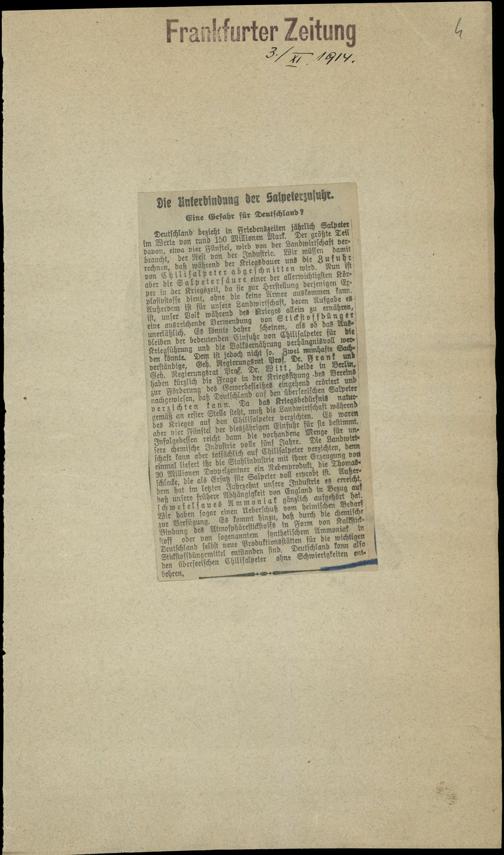 Frankfurter Zeitung
4
3./XI. 1914.
Die Unterbindung der Salpeterzufuhr.
Eine Gefahr für Deutschland?
Deutschland bezieht in Friedenszeiten jährlich Salpeter
im Werte von rund 150 Millionen Mark. Der größte Teil
davon, etwa vier Fünftel, wird von der Landwirtschaft ver-
braucht, der Rest von der Industrie. Wir müssen damit
rechnen, daß während der Kriegsdauer uns die Zufuhr
von Chilisalpeter abgeschnitten wird. Nun ist
aber die Salpetersäure einer der allerwichtigsten Kör-
per in der Kriegszeit, da sie zur Herstellung derjenigen Ex-
plosivstoffe dient, ohne die keine Armee auskommen kann.
Außerdem ist für unsere Landwirtschaft, deren Aufgabe es
ist, unser Volk während des Krieges allein zu ernähren,
eine ausreichende Verwendung von Stickstoffdünger
unerläßlich. Es könnte daher scheinen, als ob das Aus-
bleiben der bedeutenden Einfuhr von Chilisalpeter für die
Kriegführung und die Volksernährung verhängnisvoll wer-
den könnte. Dem ist jedoch nicht so. Zwei namhafte Sach-
verständige, Geh. Regierungsrat Prof. Dr. Frank und
Geh. Regierungsrat Prof. Dr. Witt, beide in Berlin,
haben kürzlich die Frage in der Kriegssitzung des Vereins
zur Förderung des Gewerbefleißes eingehend erörtert und
nachgewiesen, daß Deutschland auf den überseeischen Salpeter
verzichten kann. Da das Kriegsbedürfnis natur-
gemäß an erster Stelle steht, muß die Landwirtschaft während
des Krieges auf den Chilisalpeter verzichten. Es waren
aber vier Fünftel der diesjährigen Einfuhr für sie bestimmt.
Infolgedessen reicht dann die vorhandene Menge für un-
sere chemische Industrie volle fünf Jahre. Die Landwirt-
schaft kann aber tatsächlich auf Chilisalpeter verzichten, denn
einmal liefert ihr die Stahlindustrie mit ihrer Erzeugung von
30 Millionen Doppelzentner ein Nebenprodukt, die Thomas-
schlacke, die als Ersatz für Salpeter voll erprobt ist. Außer-
dem hat im letzten Jahrzehnt unsere Industrie es erreicht,
daß unsere frühere Abhängigkeit von England in Bezug auf
schwefelsaures Ammoniak gänzlich aufgehört hat.
Wir haben sogar einen Ueberschuß vom heimischen Bedarf
zur Verfügung. Es kommt hinzu, daß durch die chemische
Bindung des Atmosphärstickstoffs in Form von Kalkstick-
stoff oder von sogenanntem synthetischem Ammoniak in
Deutschland selbst neue Produktionsstätten für die wichtigen
Stickstoffdüngmittel entstanden sind. Deutschland kann also
den überseeischen Chilisalpeter ohne Schwierigkeiten ent-
behren.